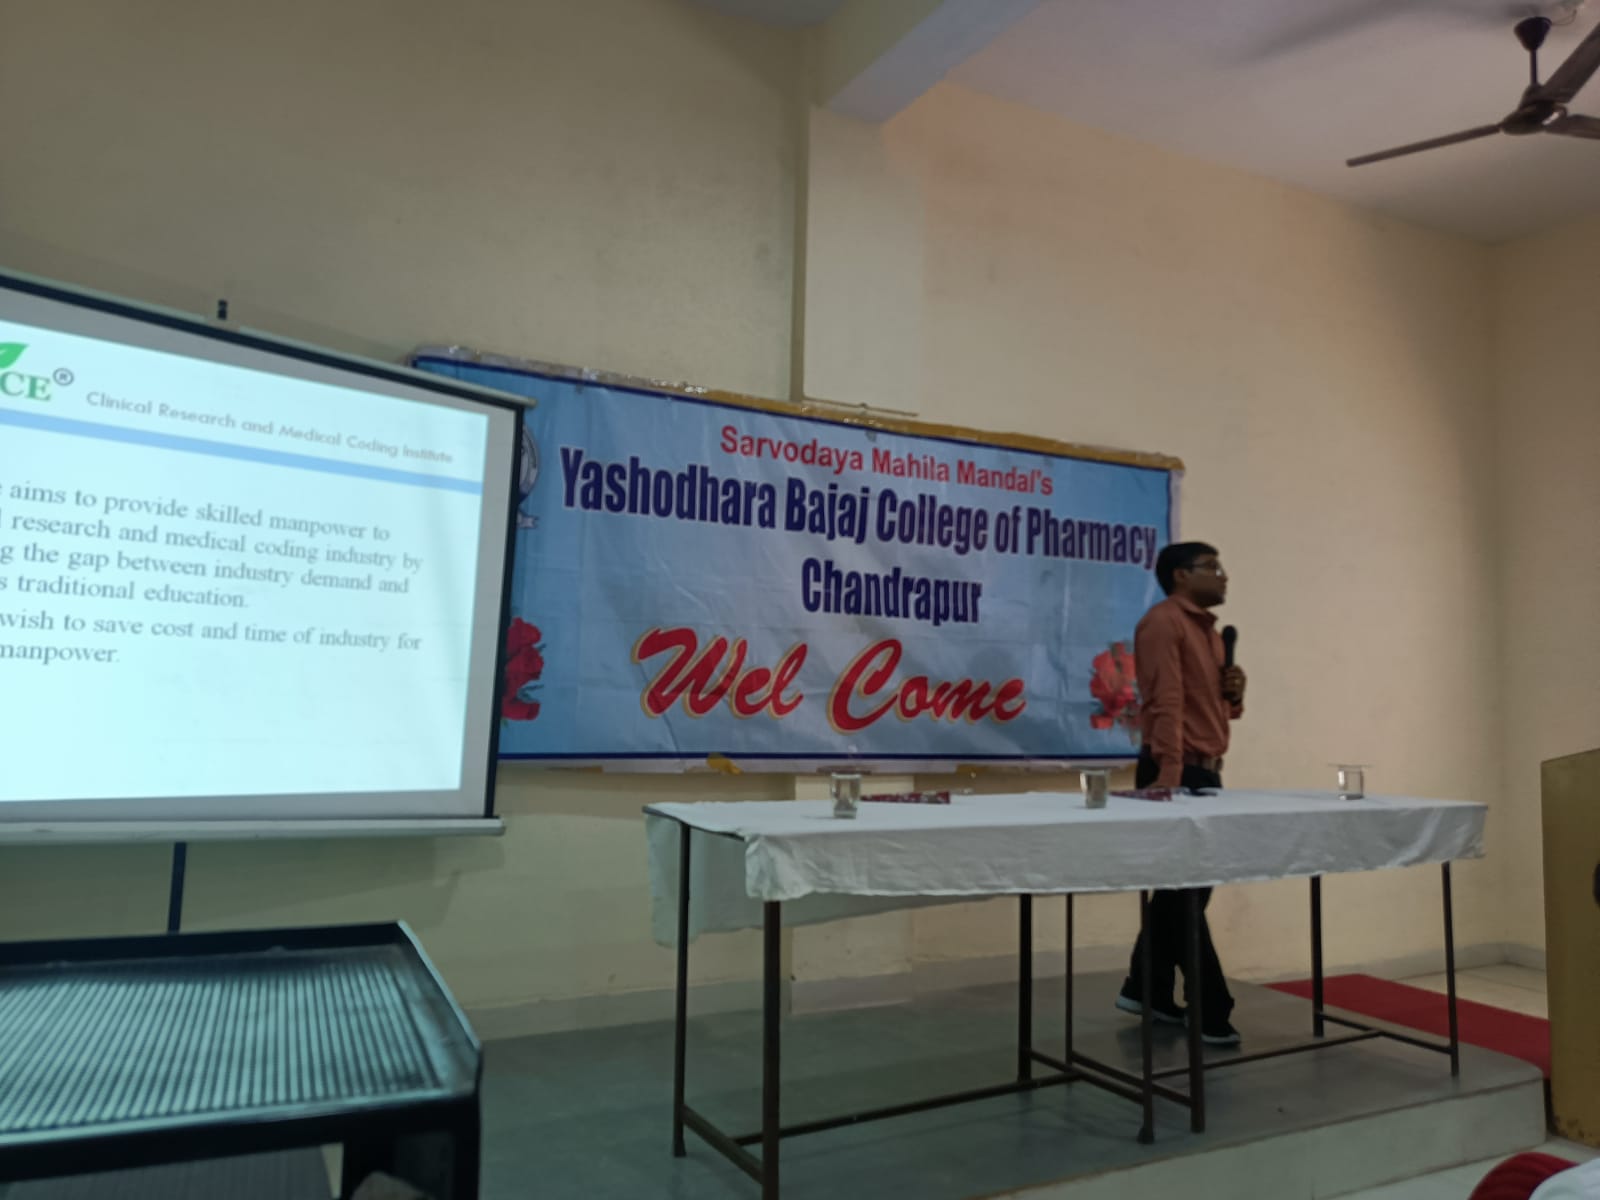 CE®
Clinical Research and Medical Coding Institute
aims to provide skilled manpower to
research and medical coding industry by
the gap between industry demand and
traditional education.
wish to save cost and time of industry for
manpower.
Sarvodaya Mahila Mandal's
Yashodhara Bajaj College of Pharmacy
Chandrapur
Wel Come